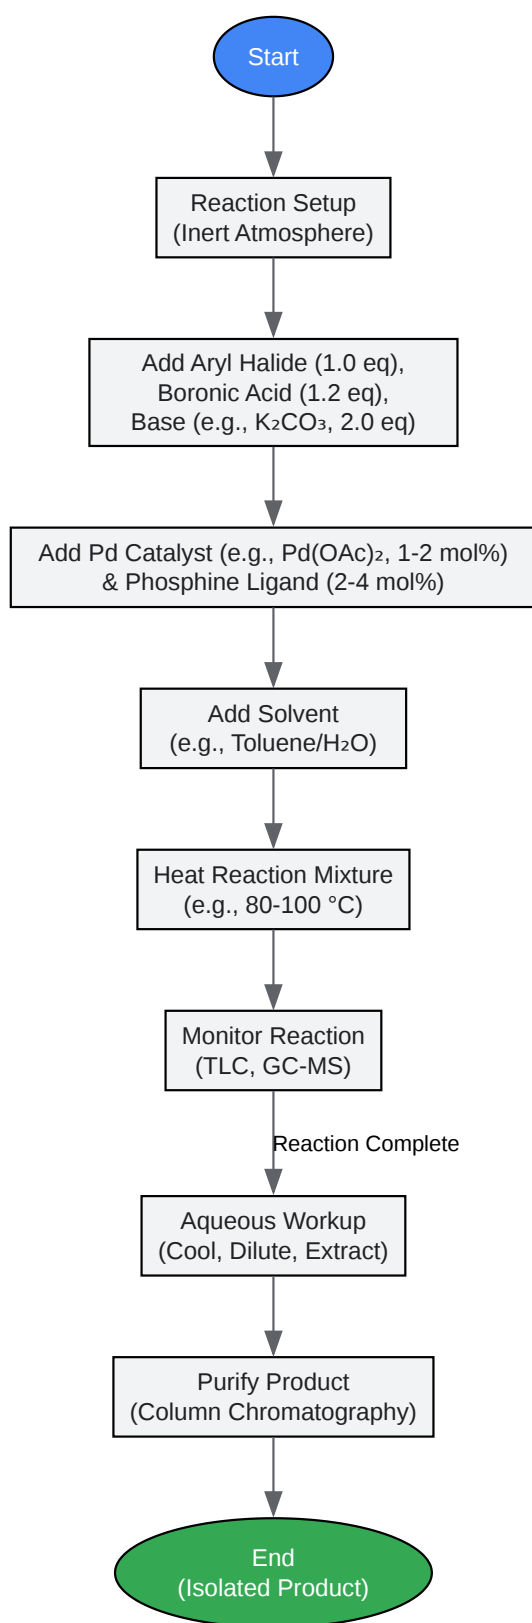 Start
Reaction Setup
(Inert Atmosphere)
Add Aryl Halide (1.0 eq),
Boronic Acid (1.2 eq),
Base (e.g., K₂CO₃, 2.0 eq)
Add Pd Catalyst (e.g., Pd(OAc)₂, 1-2 mol%)
& Phosphine Ligand (2-4 mol%)
Add Solvent
(e.g., Toluene/H₂O)
Heat Reaction Mixture
(e.g., 80-100 °C)
Monitor Reaction
(TLC, GC-MS)
Reaction Complete
Aqueous Workup
(Cool, Dilute, Extract)
Purify Product
(Column Chromatography)
End
(Isolated Product)